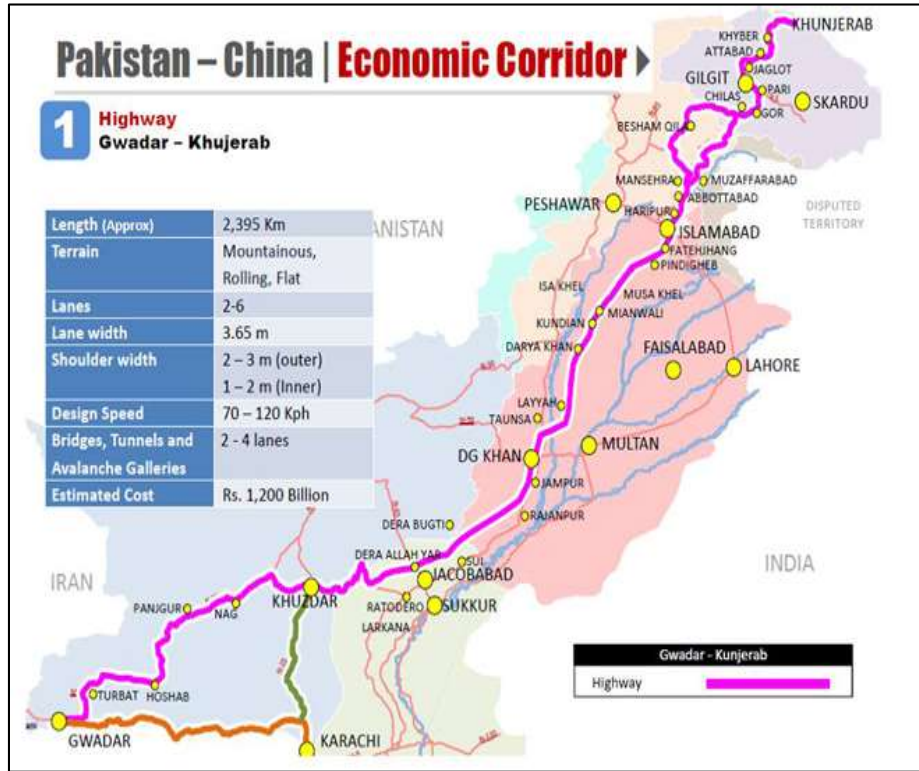 Pakistan – China | Economic Corridor
1
Highway
Gwadar – Khujerab
Length (Approx) 2,395 Km
Terrain Mountainous,
Rolling, Flat
Lanes 2-6
Lane width 3.65 m
Shoulder width 2 – 3 m (outer)
1 – 2 m (Inner)
Design Speed 70 – 120 Kph
Bridges, Tunnels and 2 - 4 lanes
Avalanche Galleries
Estimated Cost Rs. 1,200 Billion
KHUNJERAB
KHYBER
ATTABAD
JAGLOT
GILGIT
PARI
CHILAS
SKARDU
GOR
BESHAM QILA
MANSEHRA
MUZAFFARABAD
ABBOTTABAD
PESHAWAR
HARIPUR
DISPUTED
TERRITORY
ANISTAN
ISLAMABAD
FATEHJHANG
PINDIGHEB
ISA KHEL
MUSA KHEL
MIANWALI
KUNDIAN
DARYA KHAN
FAISALABAD
LAHORE
LAYYAH
TAUNSA
MULTAN
DG KHAN
JAMPUR
RAJANPUR
DERA BUGTI
DERA ALLAH YAR
SUI
INDIA
IRAN
JACOBABAD
KHUZDAR
RATODERO
SUKKUR
PANJGUR
NAG
LARKANA
TURBAT
HOSHAB
GWADAR
KARACHI
Gwadar - Kunjerab
Highway